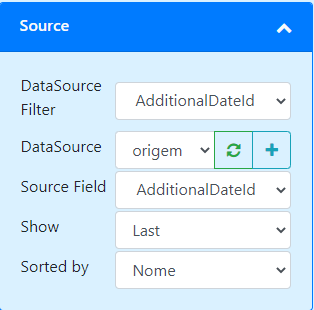 Source
DataSource Filter AdditionalDateId
DataSource origem
Source Field AdditionalDateId
Show Last
Sorted by Nome